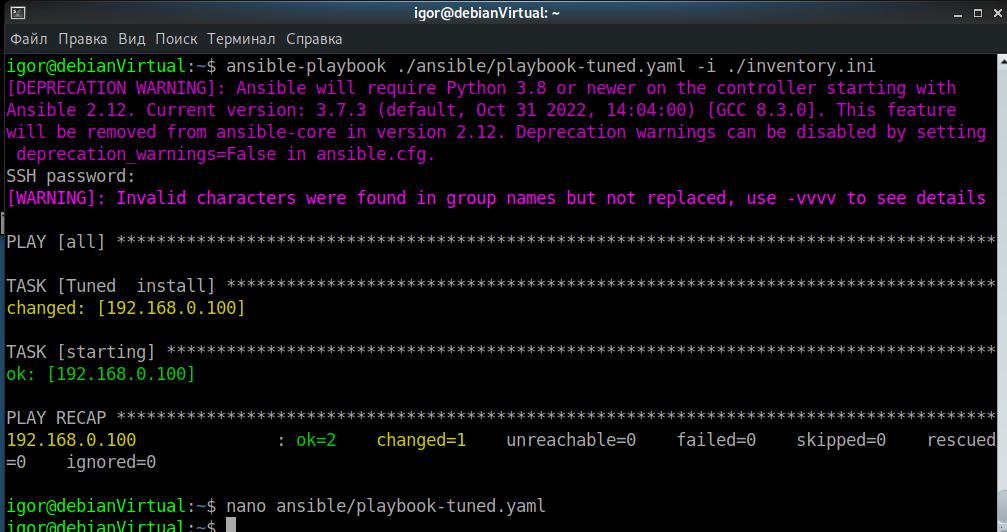 igor@debianVirtual: ~
Файл Правка Вид Поиск Терминал Справка
igor@debianVirtual:~$ ansible-playbook ./ansible/playbook-tuned.yaml -i ./inventory.ini
[DEPRECATION WARNING]: Ansible will require Python 3.8 or newer on the controller starting with
Ansible 2.12. Current version: 3.7.3 (default, Oct 31 2022, 14:04:00) [GCC 8.3.0]. This feature
will be removed from ansible-core in version 2.12. Deprecation warnings can be disabled by setting
deprecation_warnings=False in ansible.cfg.
SSH password:
[WARNING]: Invalid characters were found in group names but not replaced, use -vvvv to see details
PLAY [all] ****************************************************************************************
TASK [Tuned  install] *****************************************************************************
changed: [192.168.0.100]
TASK [starting] ***********************************************************************************
ok: [192.168.0.100]
PLAY RECAP ****************************************************************************************
192.168.0.100              : ok=2    changed=1    unreachable=0    failed=0    skipped=0    rescued
=0    ignored=0
igor@debianVirtual:~$ nano ansible/playbook-tuned.yaml
igor@debianVirtual:~$